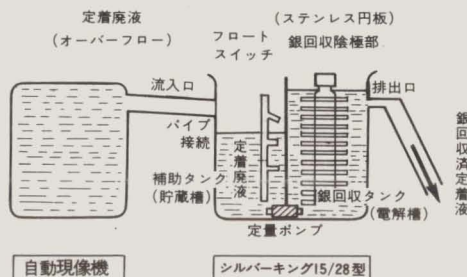 定着廃液
(オーバーフロー)
フロート
スイッチ
(ステンレス円板)
銀回収陰極部
流入口
排出口
パイプ
接続
定着廃液
補助タンク
(貯蔵槽)
銀回収タンク
(電解槽)
銀回収済定着液
定量ポンプ
自動現像機
シルバーキング15/28型